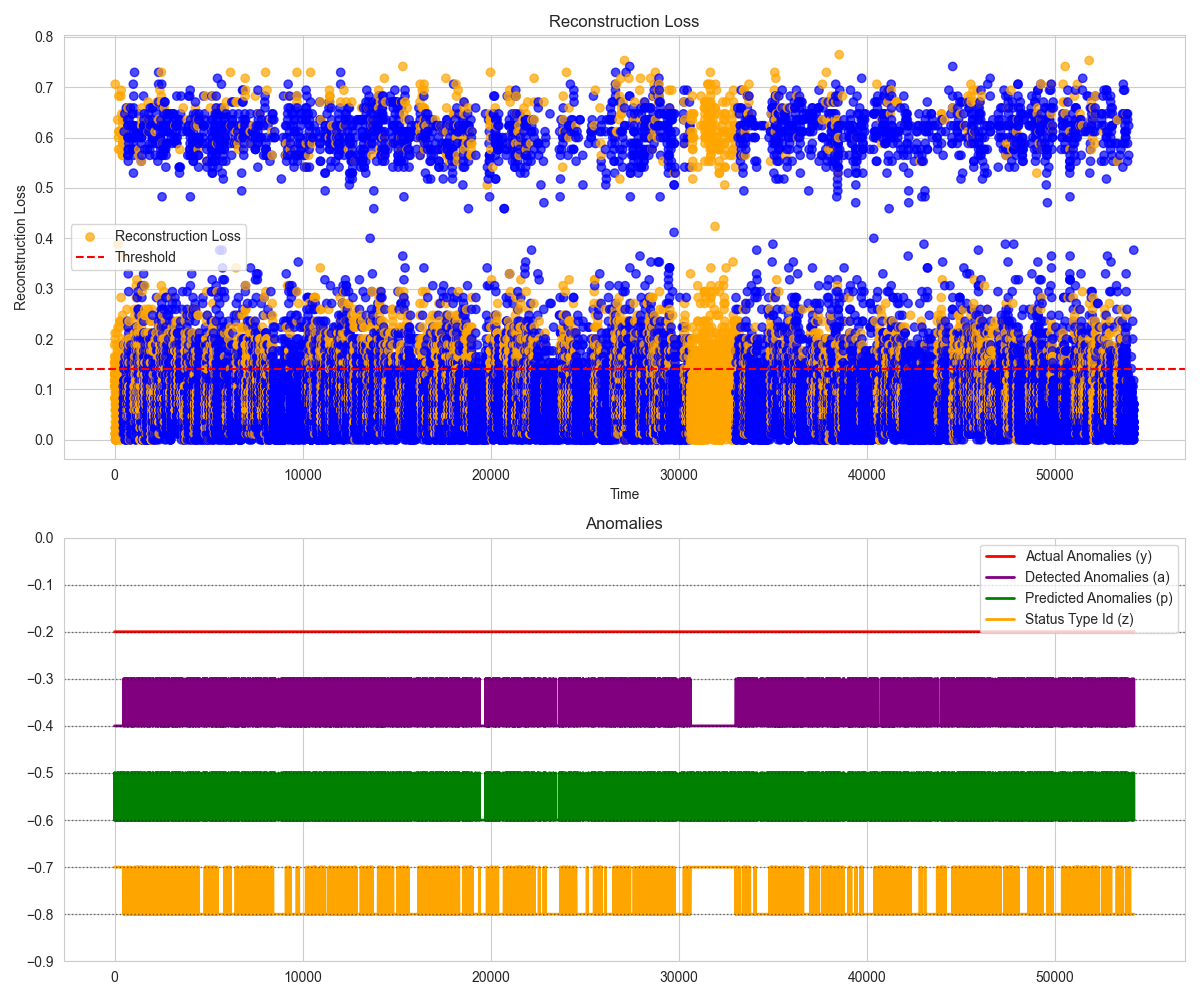 Reconstruction Loss
0.8
0.7
0.6
0.5
0.4
0.3
0.2
0.1
0.0
Reconstruction Loss
Reconstruction Loss
Threshold
0 10000 20000 30000 40000 50000
Time
Anomalies
0.0
−0.1
−0.2
−0.3
−0.4
−0.5
−0.6
−0.7
−0.8
−0.9
Actual Anomalies (y)
Detected Anomalies (a)
Predicted Anomalies (p)
Status Type Id (z)
0 10000 20000 30000 40000 50000